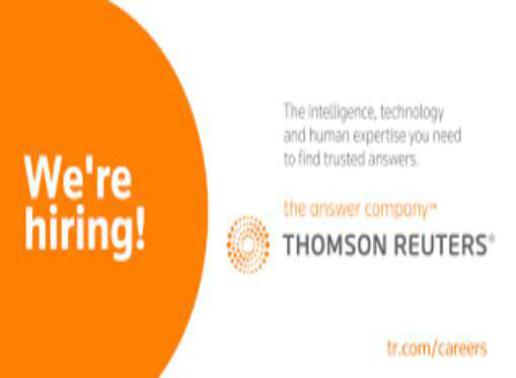 We're
hiring!
The intelligence, technology
and human expertise you need
to find trusted answers.
the answer company™
THOMSON REUTERS®
tr.com/careers